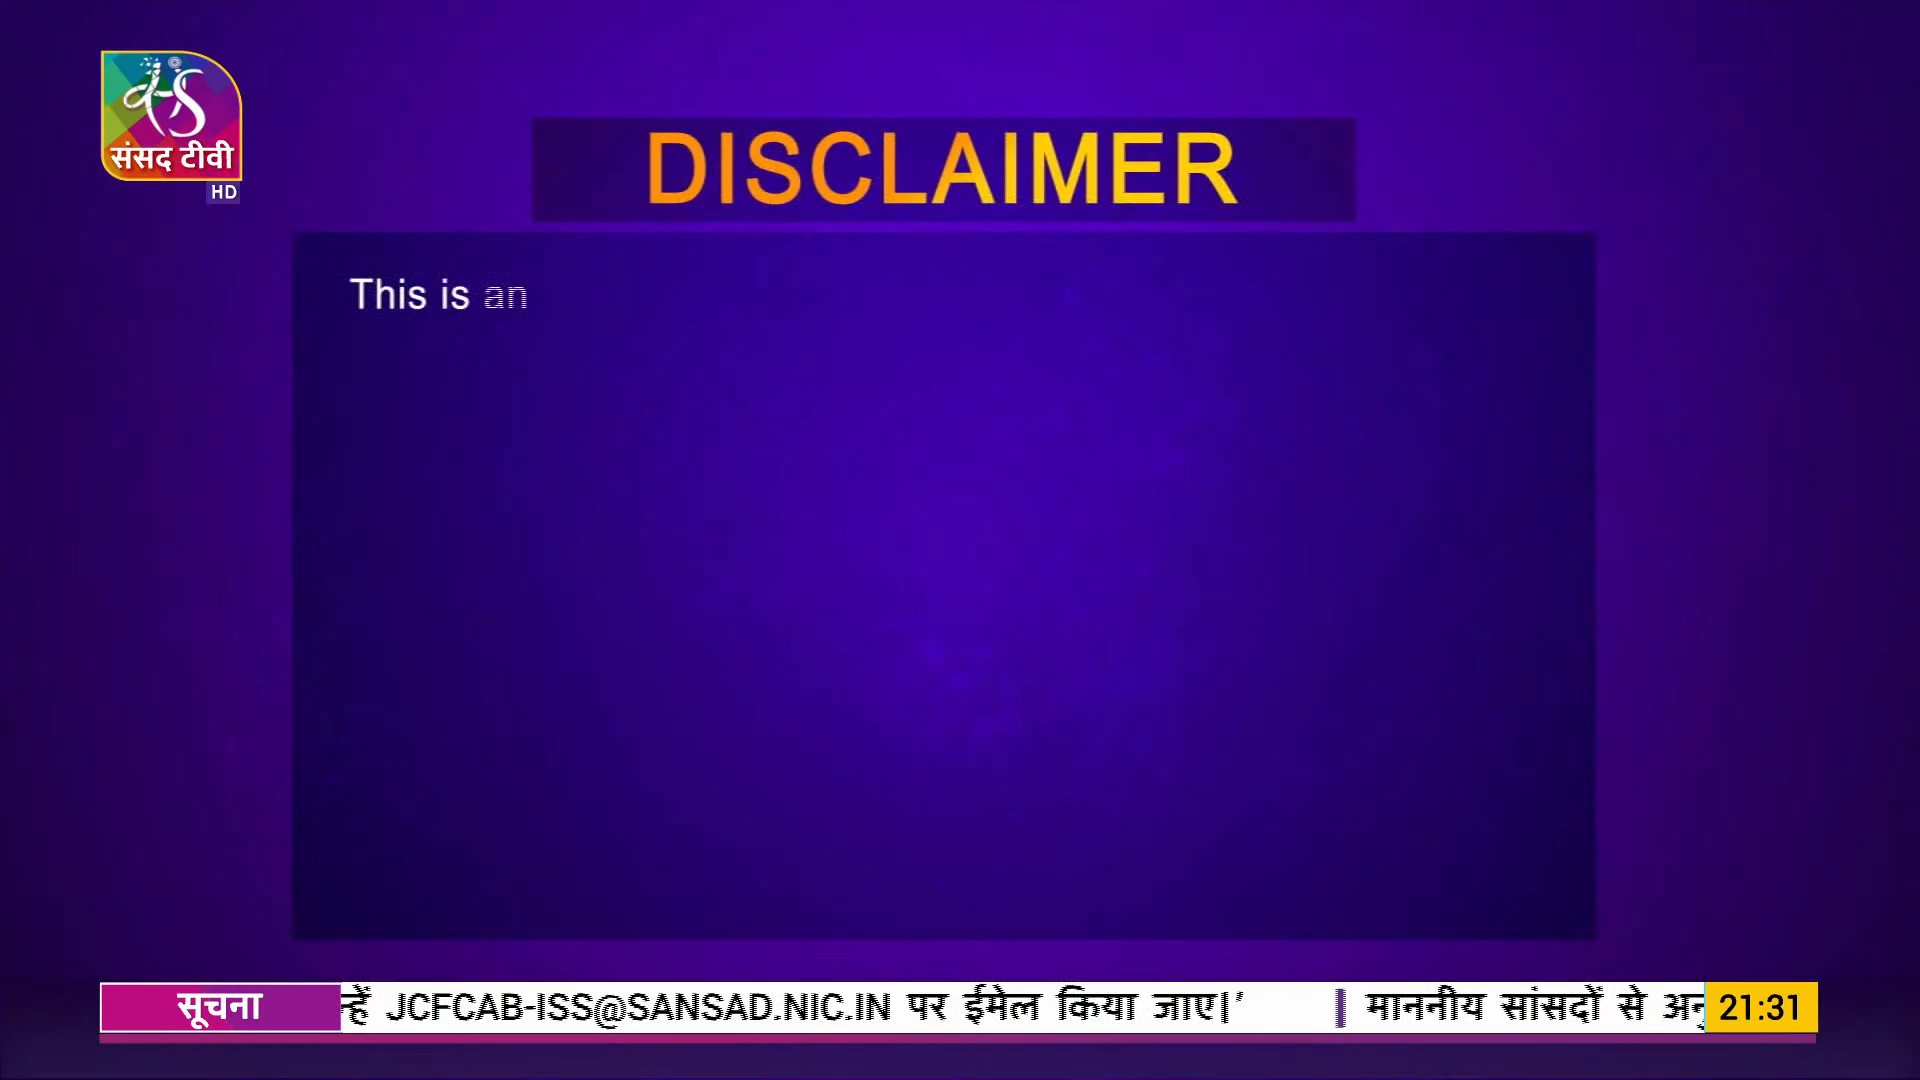 संसद टीवी
HD
DISCLAIMER
This is an
सूचना
JCFCAB-ISS@SANSAD.NIC.IN पर ईमेल किया जाए।’ | माननीय सांसदों से
21:31